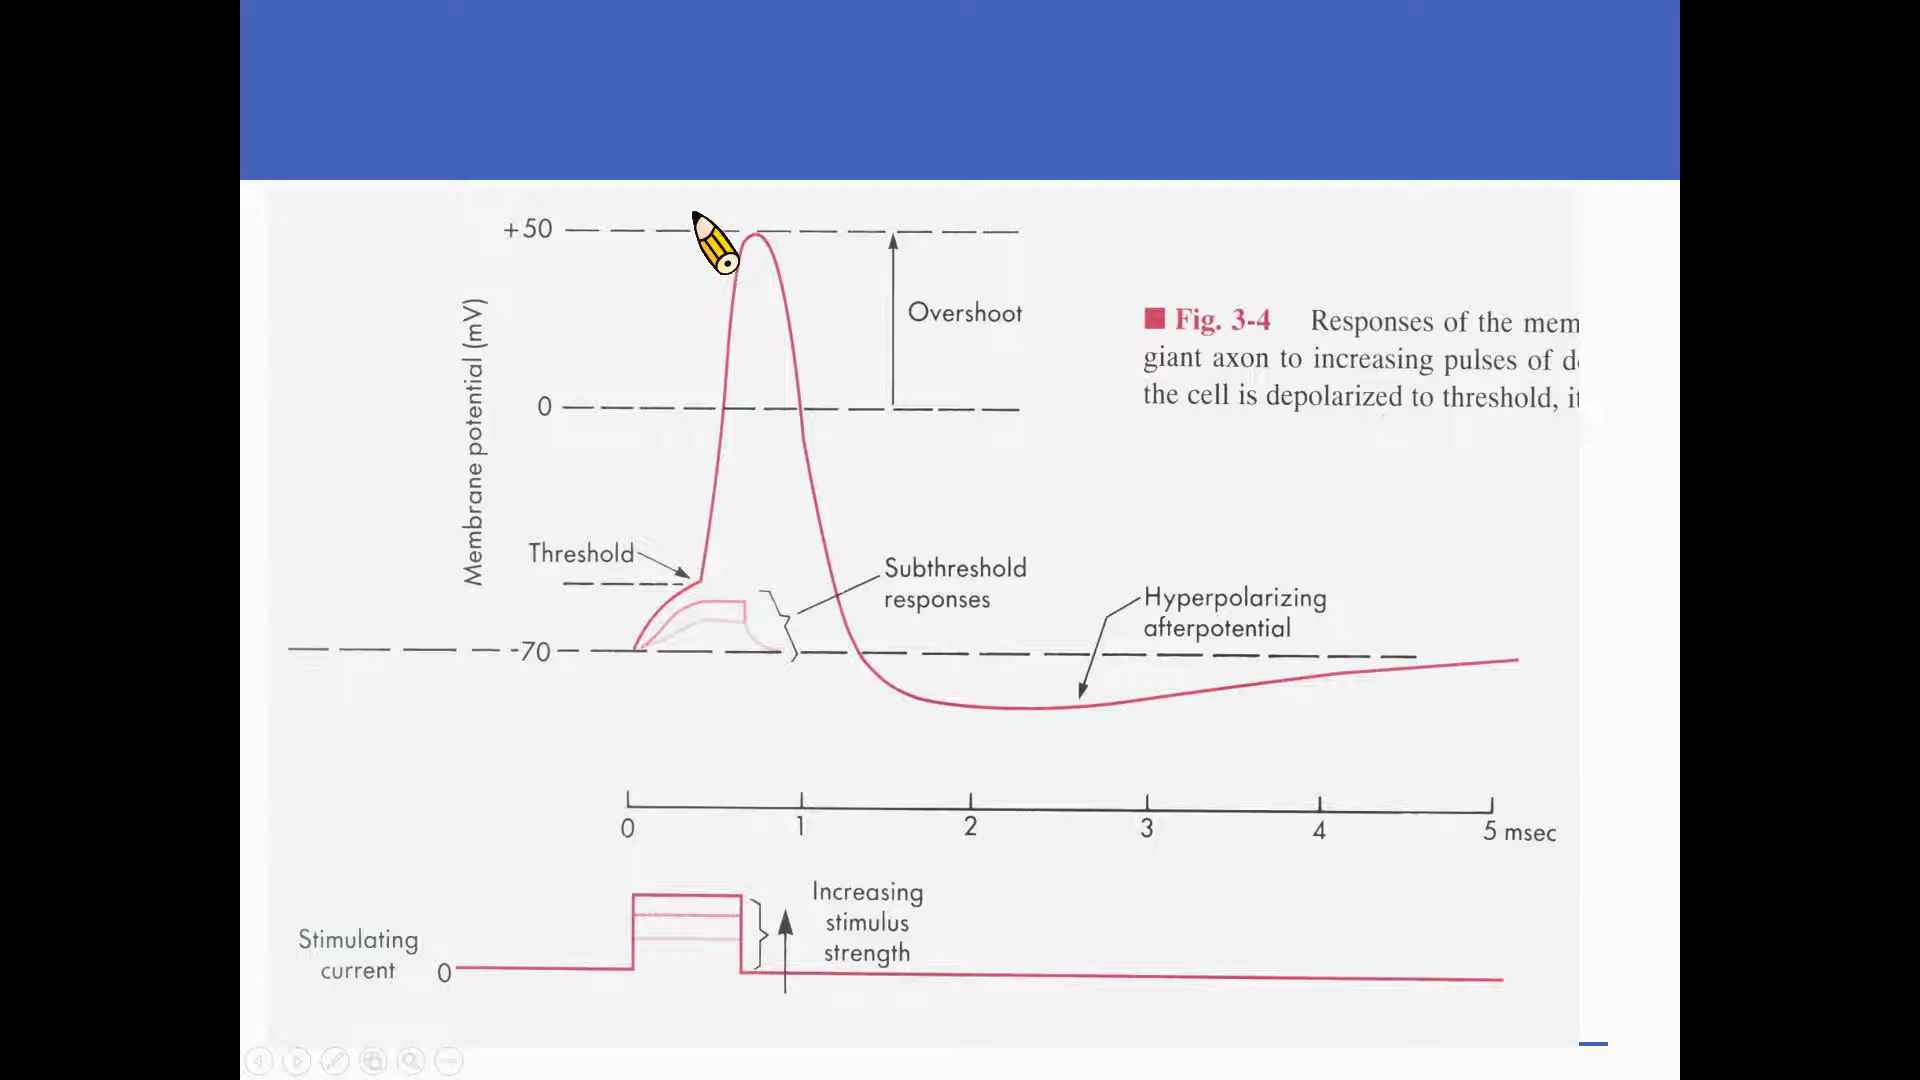 +50
Overshoot
Membrane potential (mV)
Fig. 3-4 Responses of the mem
giant axon to increasing pulses of d
the cell is depolarized to threshold, it
0
Threshold
Subthreshold
responses
Hyperpolarizing
afterpotential
-70
0 1 2 3 4 5 msec
Increasing
stimulus
strength
Stimulating
current 0